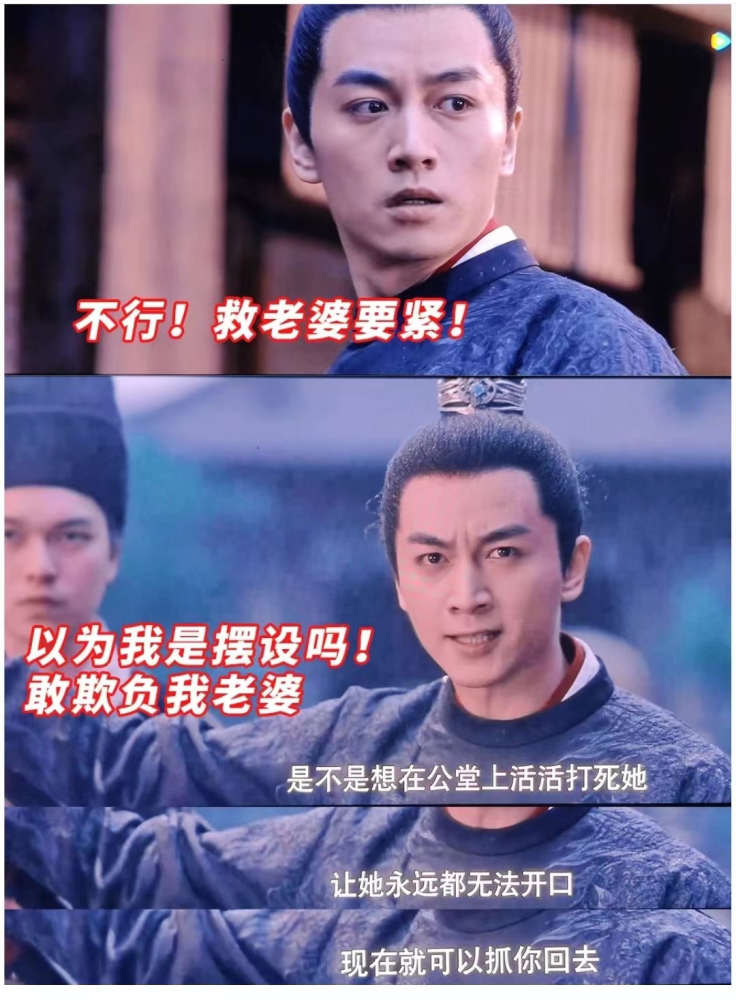 不行！救老婆要紧！
以为我是摆设吗！
敢欺负我老婆
是不是想在公堂上活活打死她
让她永远都无法开口
现在就可以抓你回去